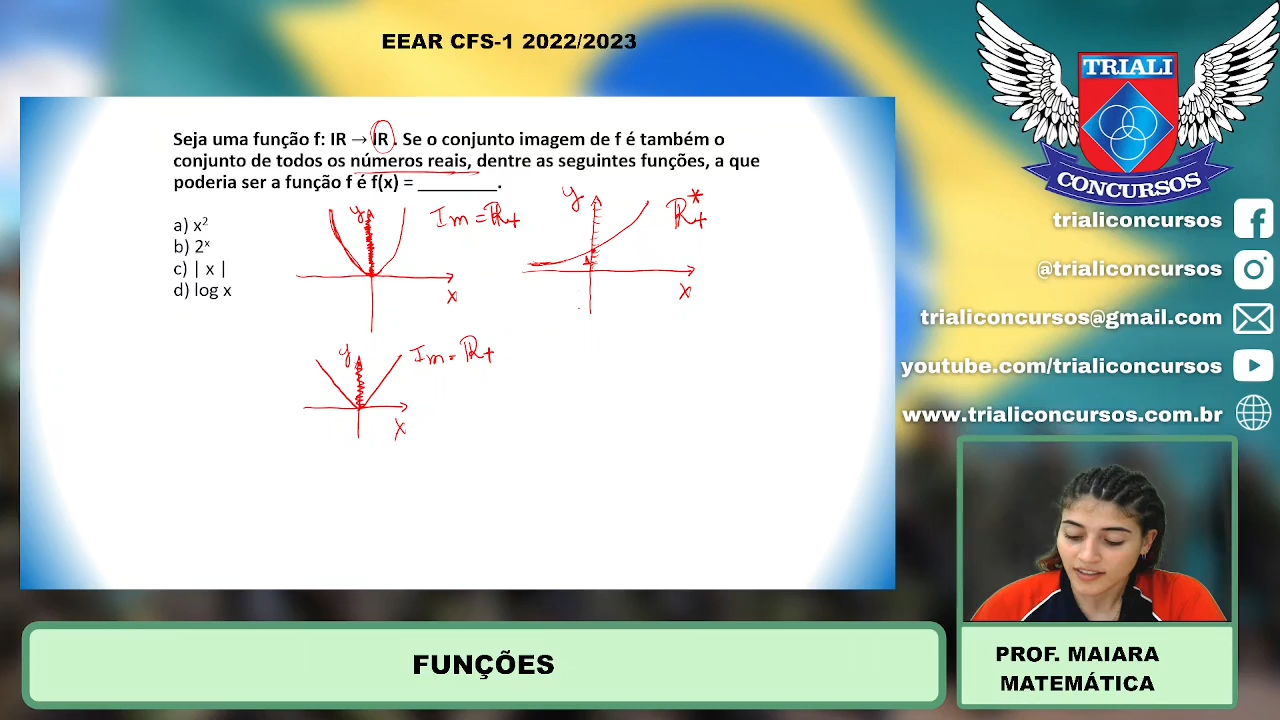 EEAR CFS-1 2022/2023
TRIALI
CONCURSOS
Seja uma função f: IR → IR . Se o conjunto imagem de f é também o
conjunto de todos os números reais, dentre as seguintes funções, a que
poderia ser a função f é f(x) = _________.
a) x²
b) 2ˣ
c) | x |
d) log x
y
Im = ℝ+
x
y
ℝ*+
1
x
y
Im = ℝ+
x
trialiconcursos
@trialiconcursos
trialiconcursos@gmail.com
youtube.com/trialiconcursos
www.trialiconcursos.com.br
FUNÇÕES
PROF. MAIARA
MATEMÁTICA